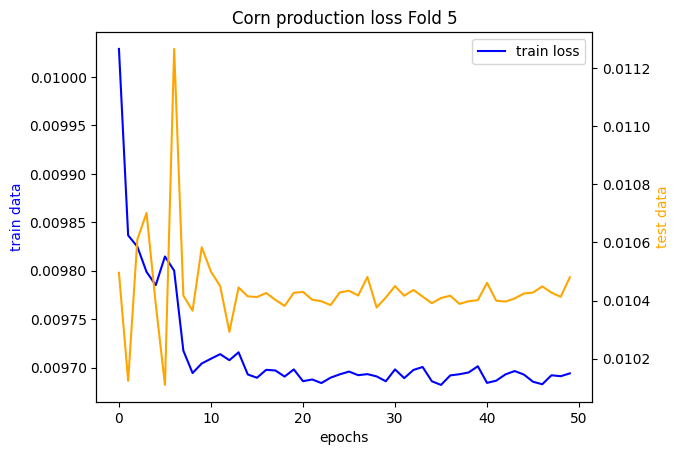 Corn production loss Fold 5
train loss
train data
0.01000
0.00995
0.00990
0.00985
0.00980
0.00975
0.00970
0.0112
0.0110
0.0108
0.0106
0.0104
0.0102
test data
0 10 20 30 40 50
epochs